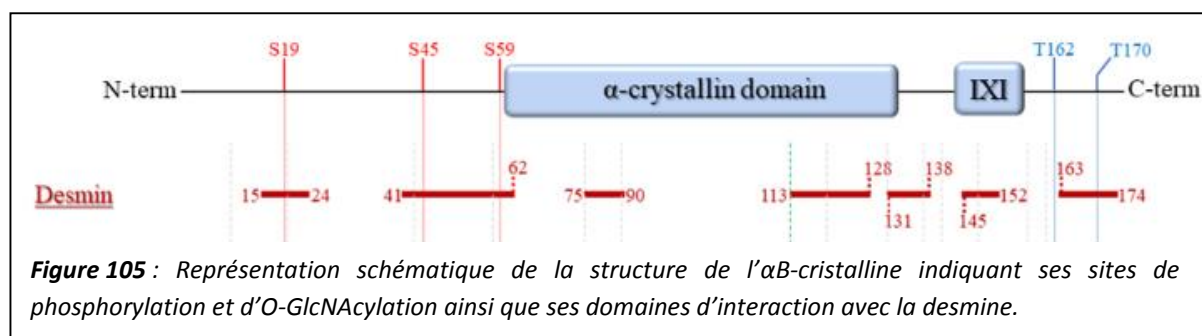 S19 S45 S59 T162 T170
N-term α-crystallin domain IXI C-term
62 128 138 163
Desmin 15 24 41 75 90 113 152 174
131 145
Figure 105 : Représentation schématique de la structure de l'αB-cristalline indiquant ses sites de
phosphorylation et d'O-GlcNAcylation ainsi que ses domaines d'interaction avec la desmine.